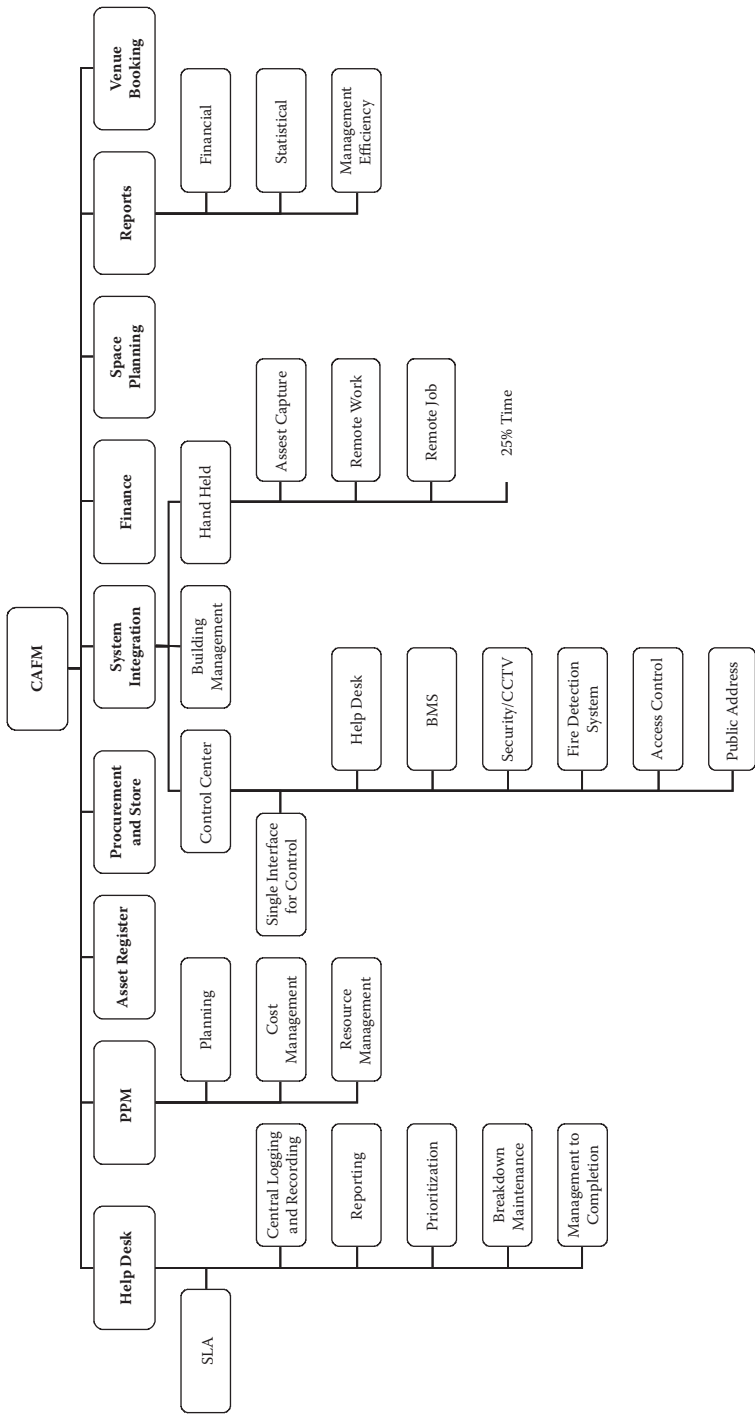 CAFM
Help Desk
PPM
Asset Register
Procurement
and Store
System
Integration
Finance
Space
Planning
Reports
Venue
Booking
SLA
Central Logging
and Recording
Reporting
Prioritization
Breakdown
Maintenance
Management to
Completion
Planning
Cost
Management
Resource
Management
Control Center
Building
Management
Hand Held
Single Interface
for Control
Help Desk
BMS
Security/CCTV
Fire Detection
System
Access Control
Public Address
Assest Capture
Remote Work
Remote Job
25% Time
Financial
Statistical
Management
Efficiency